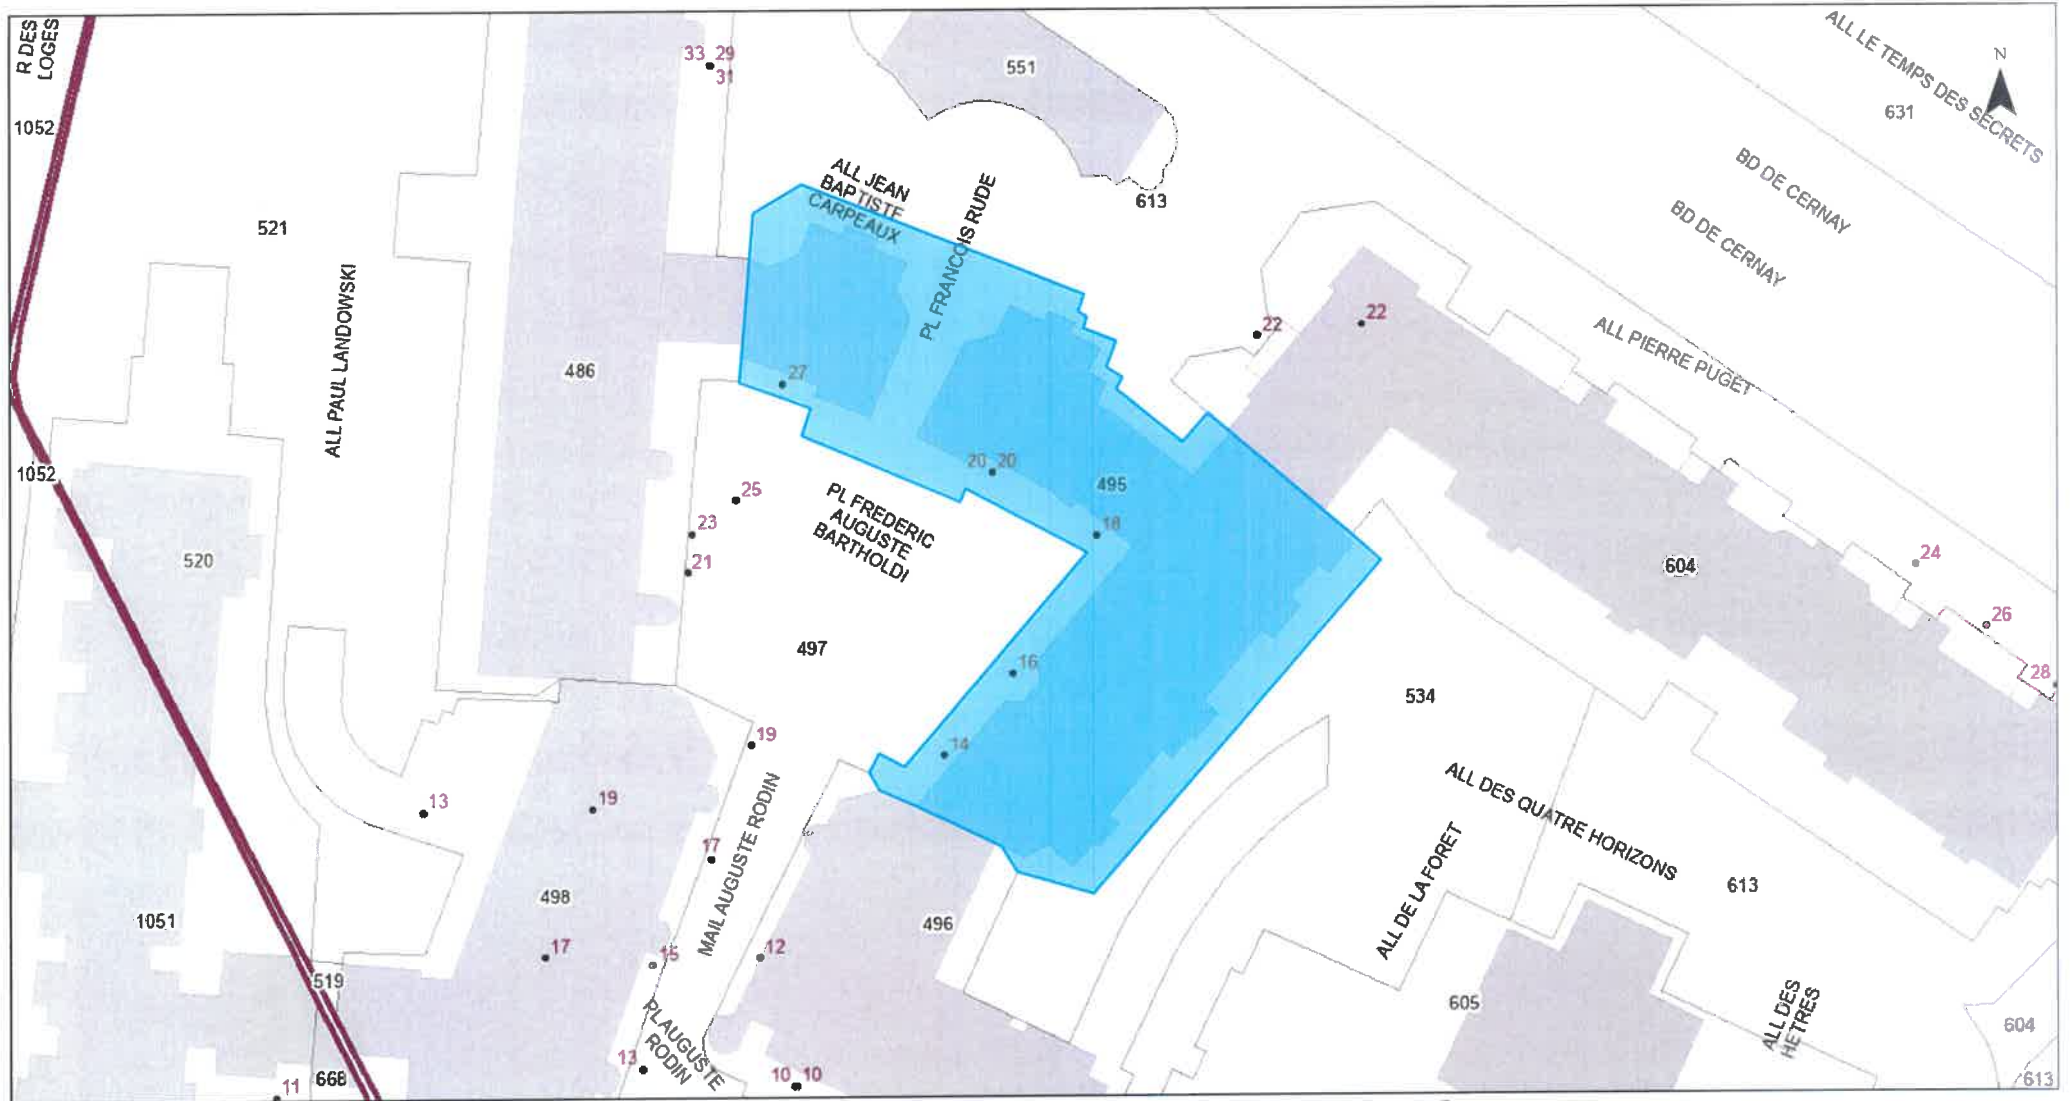 R DES
LOGES
1052
33 29
31
551
ALL LE TEMPS DES SECRETS
N
631
BD DE CERNAY
BD DE CERNAY
521
ALL JEAN
BAPTISTE
CARPEAUX
PL FRANCOIS RUDE
613
ALL PAUL LANDOWSKI
486
27
22
22
ALL PIERRE PUGET
1052
25
23
21
20 20
495
18
PL FREDERIC
AUGUSTE
BARTHOLDI
520
604
24
26
28
497
16
534
14
19
13
19
17
MAIL AUGUSTE RODIN
ALL DES QUATRE HORIZONS
ALL DE LA FORET
613
498
496
1051
17
15
12
519
605
ALL DES
HETRES
604
PL AUGUSTE
RODIN
13
10 10
11
668
613